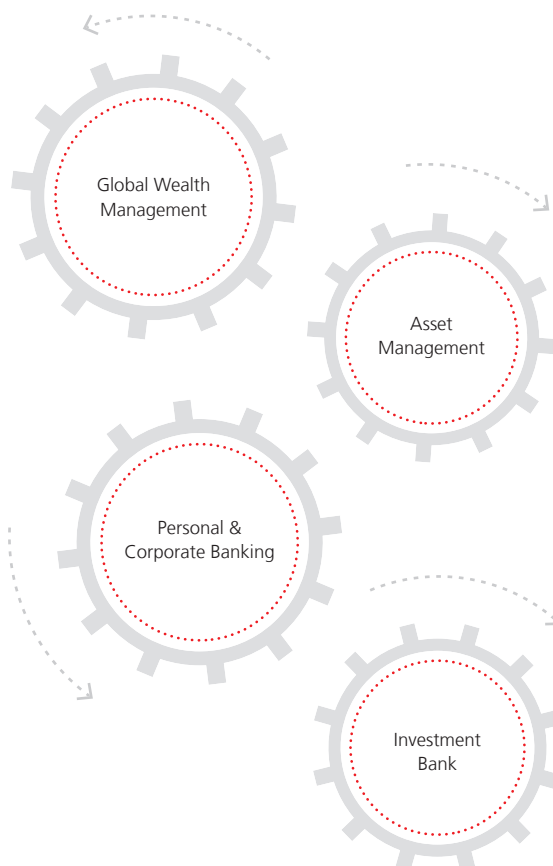 Global Wealth
Management
Asset
Management
Personal &
Corporate Banking
Investment
Bank